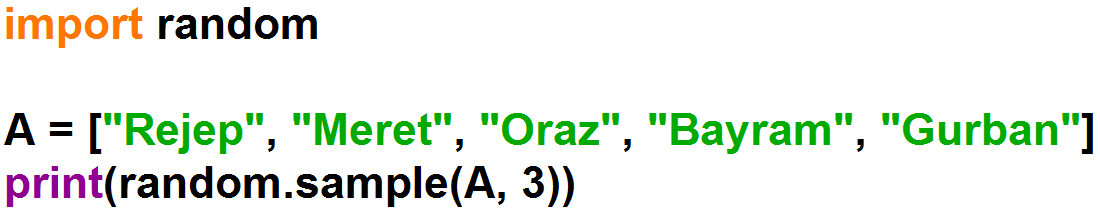 import random
A = ["Rejep", "Meret", "Oraz", "Bayram", "Gurban"]
print(random.sample(A, 3))